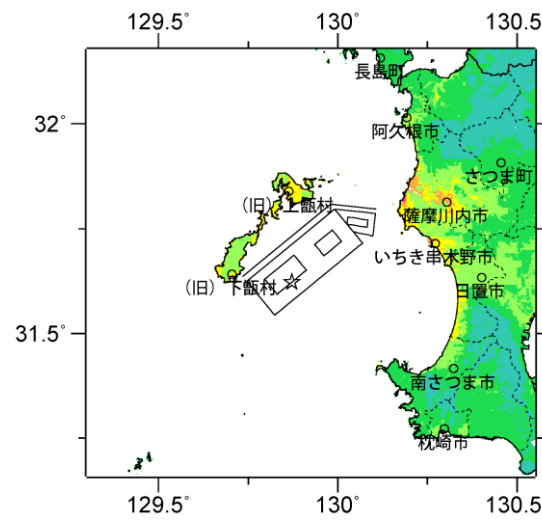 129.5° 130° 130.5
長島町
32°
阿久根市
さつま町
(旧)上甑村
薩摩川内市
いちき串木野市
(旧)下甑村
日置市
31.5°
南さつま市
枕崎市
129.5° 130° 130.5